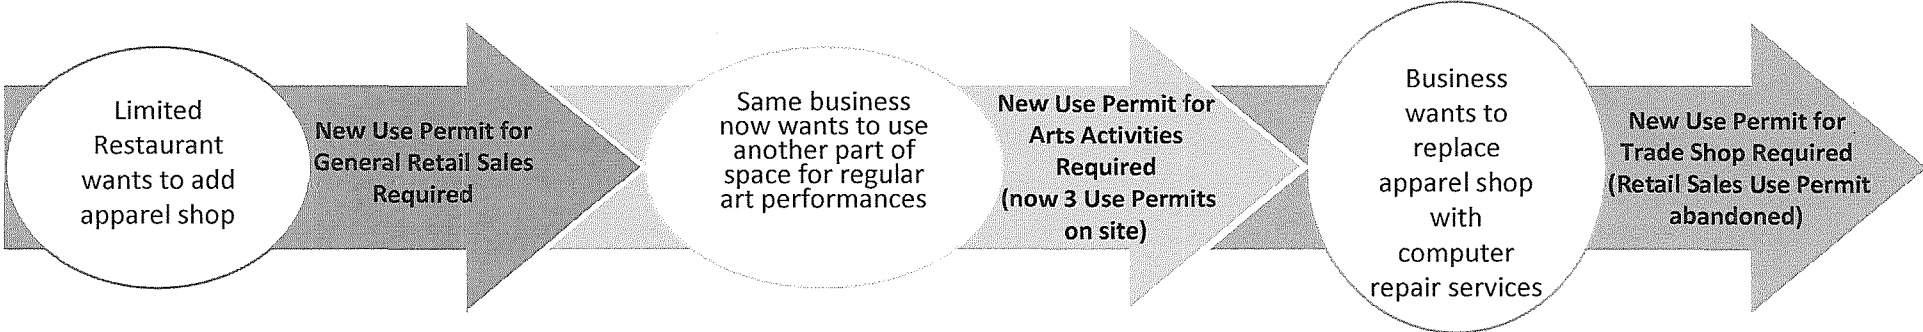 Limited
Restaurant
wants to add
apparel shop
New Use Permit for
General Retail Sales
Required
Same business
now wants to use
another part of
space for regular
art performances
New Use Permit for
Arts Activities
Required
(now 3 Use Permits
on site)
Business
wants to
replace
apparel shop
with
computer
repair services
New Use Permit for
Trade Shop Required
(Retail Sales Use Permit
abandoned)